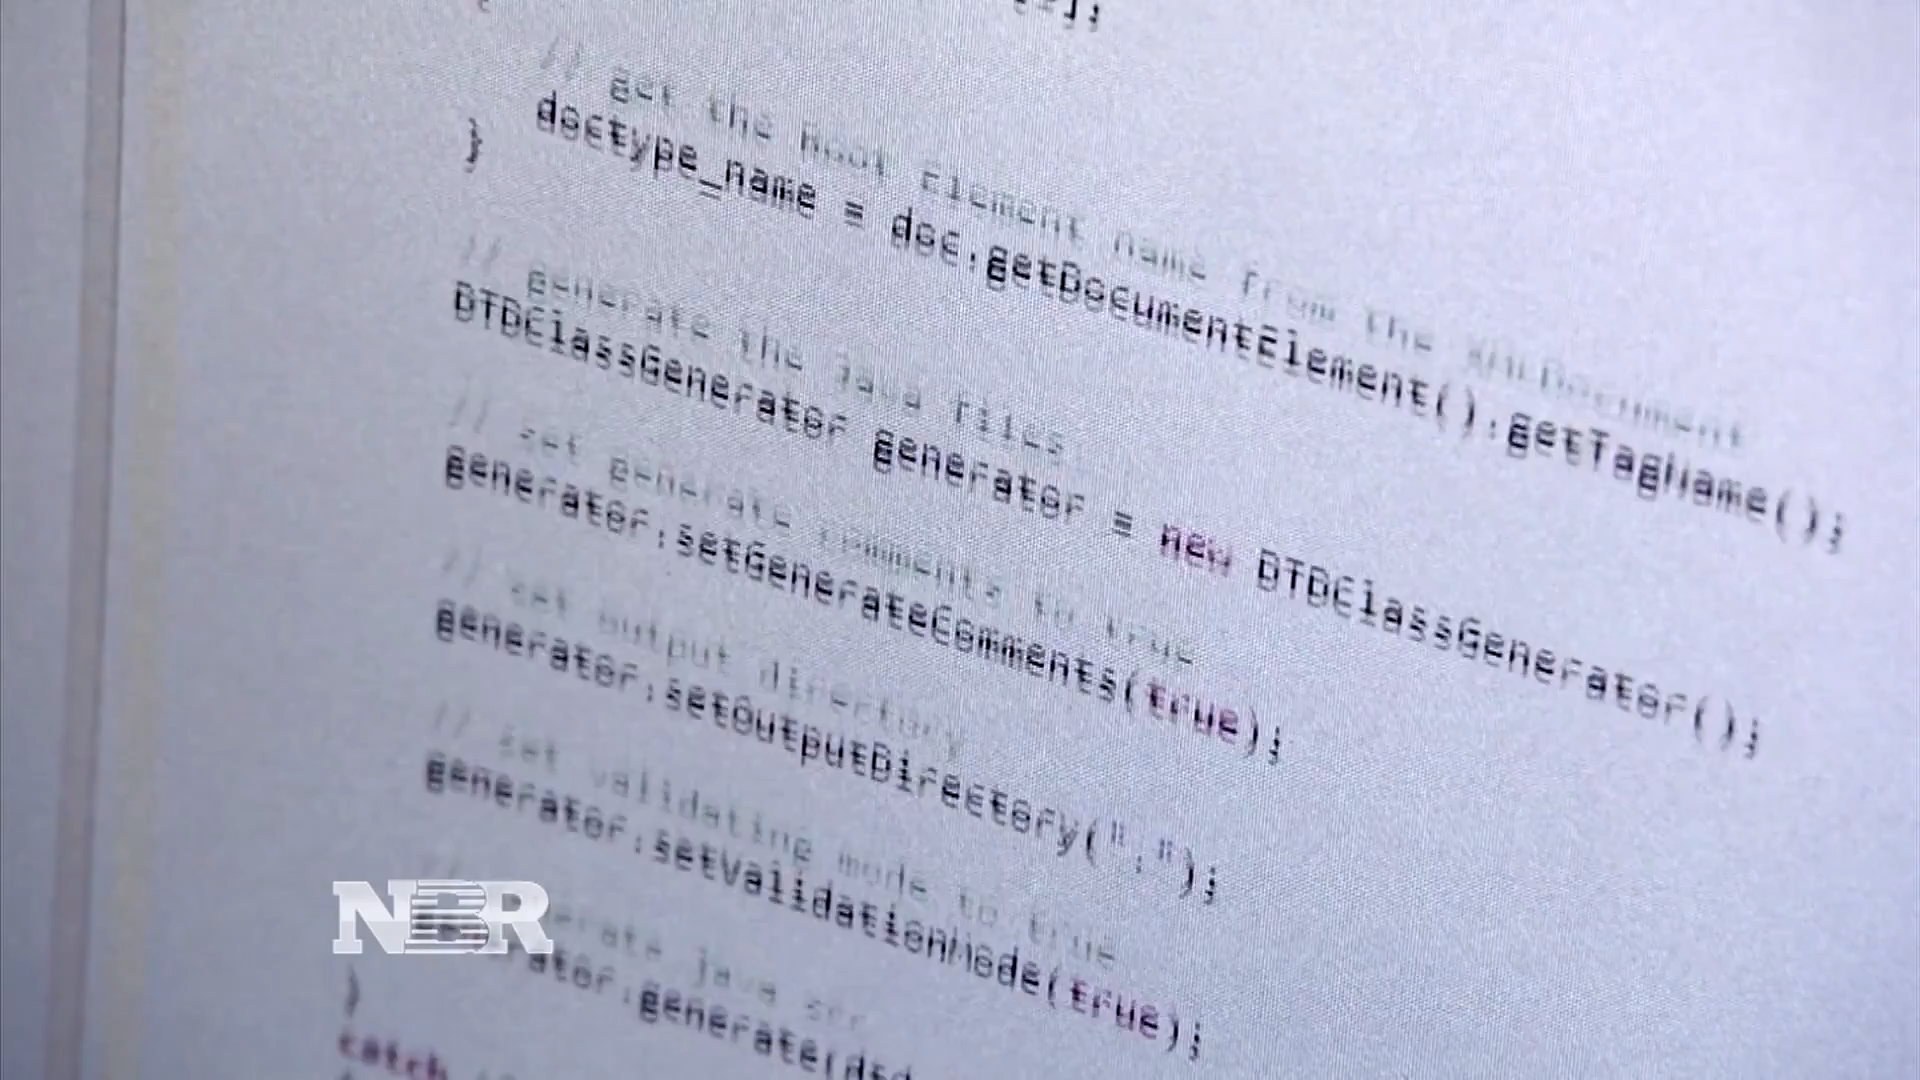 // get the Root Element name from the XMLDocument
doctype_name = doc.getDocumentElement().getTagName();
}
// generate the java files
DTDClassGenerator generator = new DTDClassGenerator();
// set generate comments to true
generator.setGenerateComments(true);
// set output directory
generator.setOutputDirectory(".");
// set validating mode to true
generator.setValidationMode(true);
java src
generator.generate(dtd
}
catch
NBR